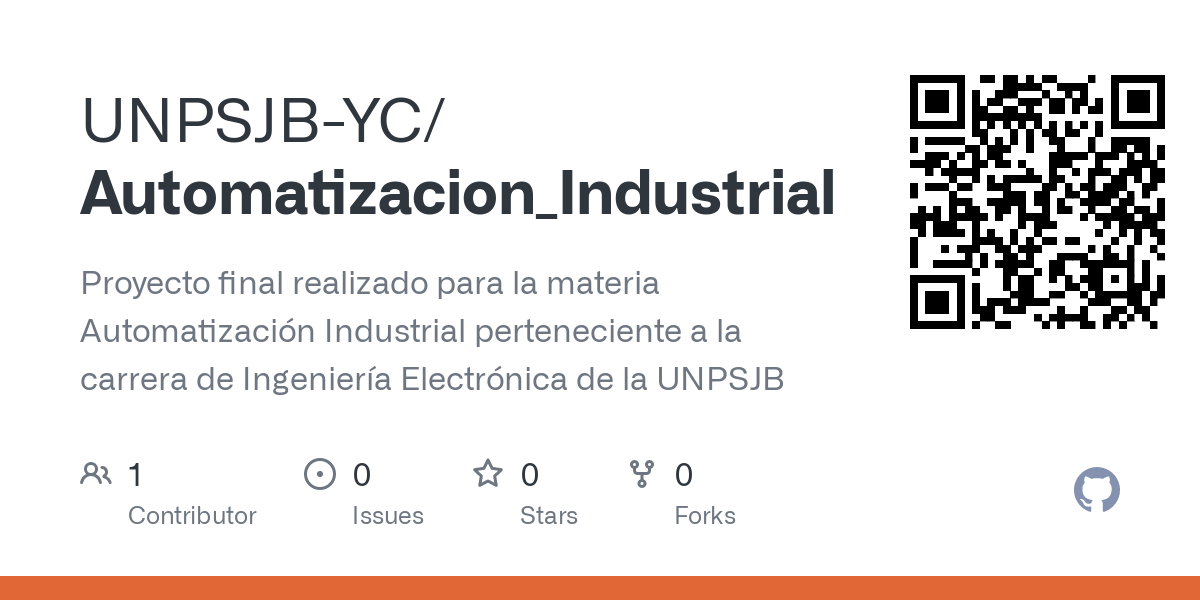 UNPSJB-YC/
Automatizacion_Industrial
Proyecto final realizado para la materia
Automatización Industrial perteneciente a la
carrera de Ingeniería Electrónica de la UNPSJB
1 0 0 0
Contributor Issues Stars Forks